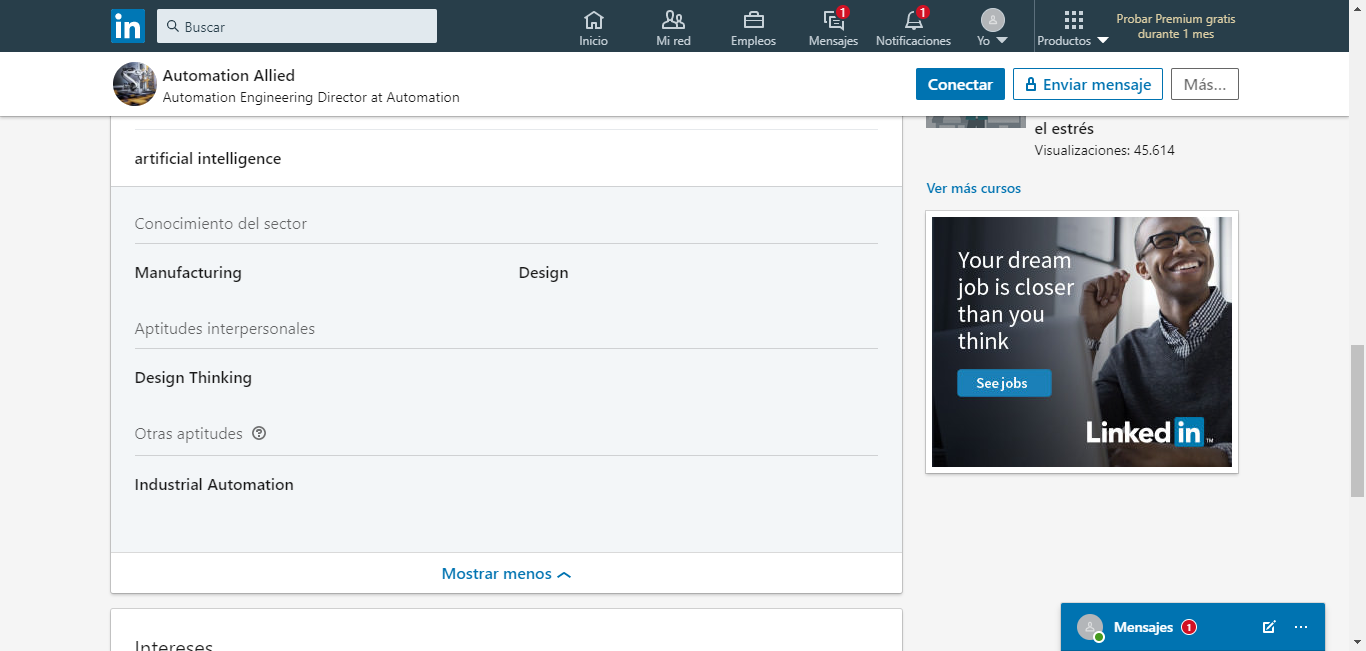 in
Buscar
Inicio
Mi red
Empleos
1
Mensajes
1
Notificaciones
Yo
Productos
Probar Premium gratis
durante 1 mes
Automation Allied
Automation Engineering Director at Automation
Conectar
Enviar mensaje
Más...
artificial intelligence
Conocimiento del sector
Manufacturing
Design
Aptitudes interpersonales
Design Thinking
Otras aptitudes
Industrial Automation
Mostrar menos
Intereses
el estrés
Visualizaciones: 45.614
Ver más cursos
Your dream
job is closer
than you
think
See jobs
Linked in™
Mensajes 1